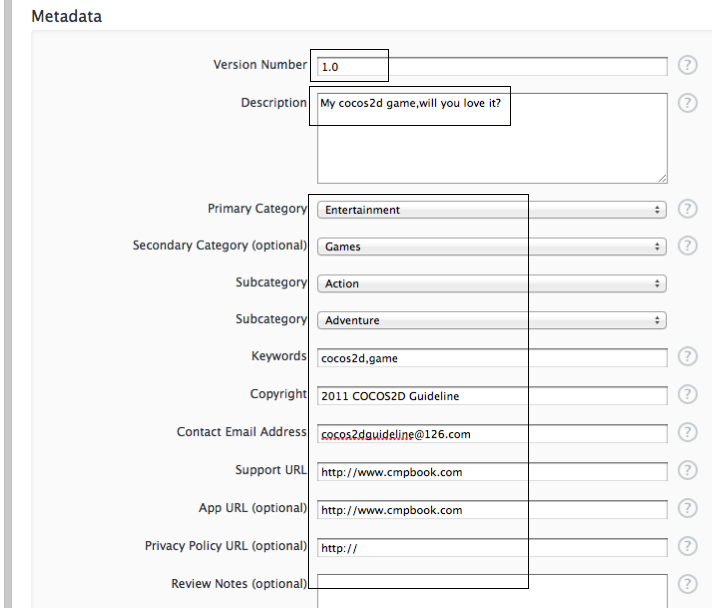 Metadata
Version Number 1.0 ?
Description My cocos2d game,will you love it? ?
Primary Category Entertainment ?
Secondary Category (optional) Games ?
Subcategory Action
Subcategory Adventure
Keywords cocos2d,game ?
Copyright 2011 COCOS2D Guideline ?
Contact Email Address cocos2dguideline@126.com ?
Support URL http://www.cmpbook.com ?
App URL (optional) http://www.cmpbook.com ?
Privacy Policy URL (optional) http:// ?
Review Notes (optional) ?